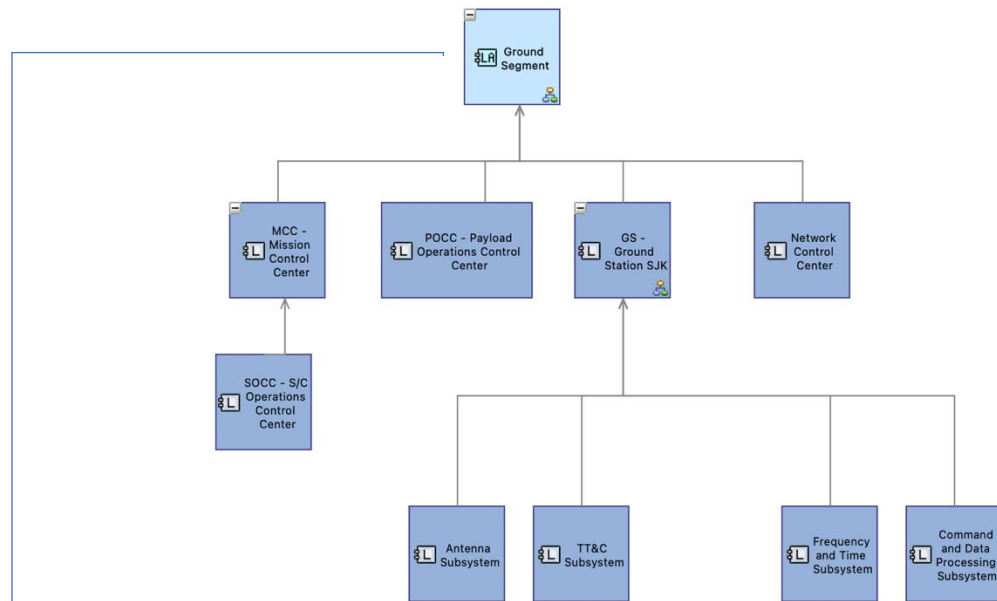 LA
Ground
Segment
L
MCC -
Mission
Control
Center
L
POCC - Payload
Operations Control
Center
L
GS -
Ground
Station SJK
L
Network
Control
Center
L
SOCC - S/C
Operations
Control
Center
L
Antenna
Subsystem
L
TT&C
Subsystem
L
Frequency
and Time
Subsystem
L
Command
and Data
Processing
Subsystem